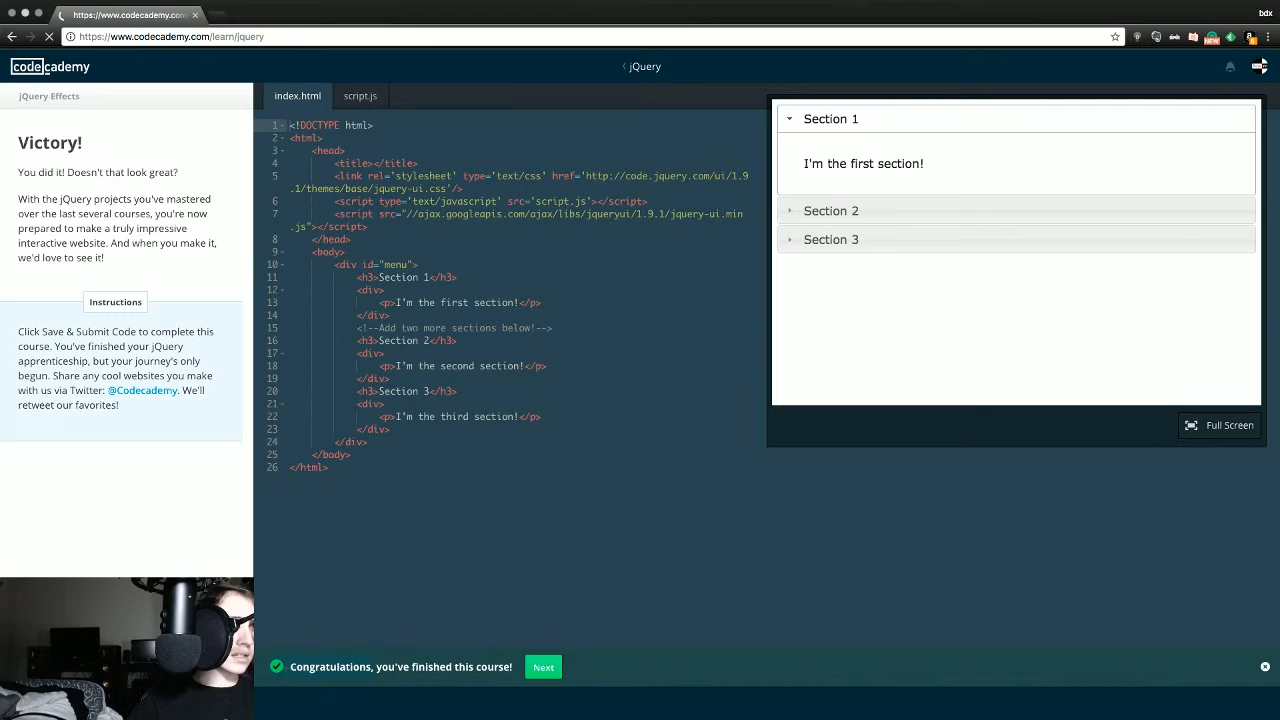 https://www.codecademy.com
bdx
https://www.codecademy.com/learn/jquery
NEW
codecademy
jQuery
jQuery Effects
index.html
script.js
Victory!
You did it! Doesn't that look great?
With the jQuery projects you've mastered
over the last several courses, you're now
prepared to make a truly impressive
interactive website. And when you make it,
we'd love to see it!
Instructions
Click Save & Submit Code to complete this
course. You've finished your jQuery
apprenticeship, but your journey's only
begun. Share any cool websites you make
with us via Twitter: @Codecademy. We'll
retweet our favorites!
1 <!DOCTYPE html>
2 <html>
3 <head>
4 <title></title>
5 <link rel='stylesheet' type='text/css' href='http://code.jquery.com/ui/1.9
.1/themes/base/jquery-ui.css'/>
6 <script type='text/javascript' src='script.js'></script>
7 <script src="//ajax.googleapis.com/ajax/libs/jqueryui/1.9.1/jquery-ui.min
.js"></script>
8 </head>
9 <body>
10 <div id="menu">
11 <h3>Section 1</h3>
12 <div>
13 <p>I'm the first section!</p>
14 </div>
15 <!--Add two more sections below!-->
16 <h3>Section 2</h3>
17 <div>
18 <p>I'm the second section!</p>
19 </div>
20 <h3>Section 3</h3>
21 <div>
22 <p>I'm the third section!</p>
23 </div>
24 </div>
25 </body>
26 </html>
Section 1
I'm the first section!
Section 2
Section 3
Full Screen
Congratulations, you've finished this course!
Next